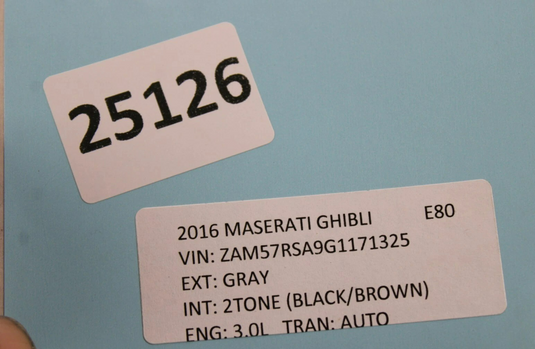 25126
2016 MASERATI GHIBLI E80
VIN: ZAM57RSA9G1171325
EXT: GRAY
INT: 2TONE (BLACK/BROWN)
ENG: 3.0L TRAN: AUTO